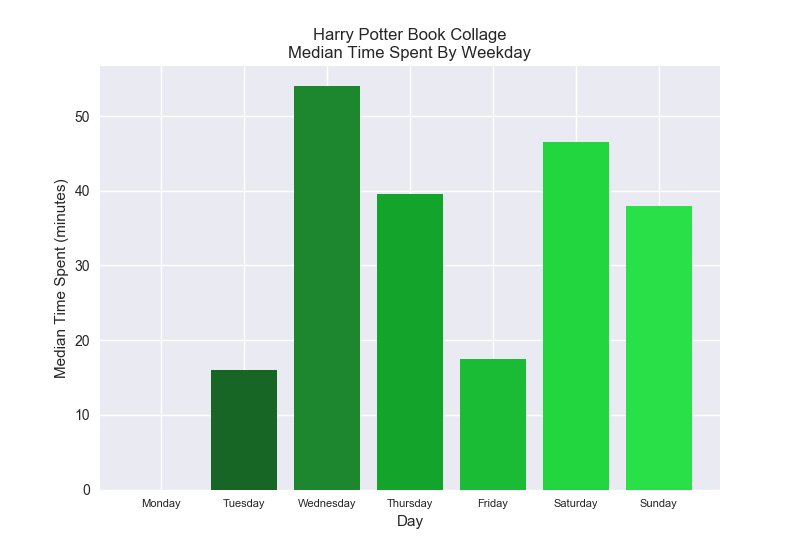 Harry Potter Book Collage
Median Time Spent By Weekday
Median Time Spent (minutes)
50
40
30
20
10
0
Monday Tuesday Wednesday Thursday Friday Saturday Sunday
Day